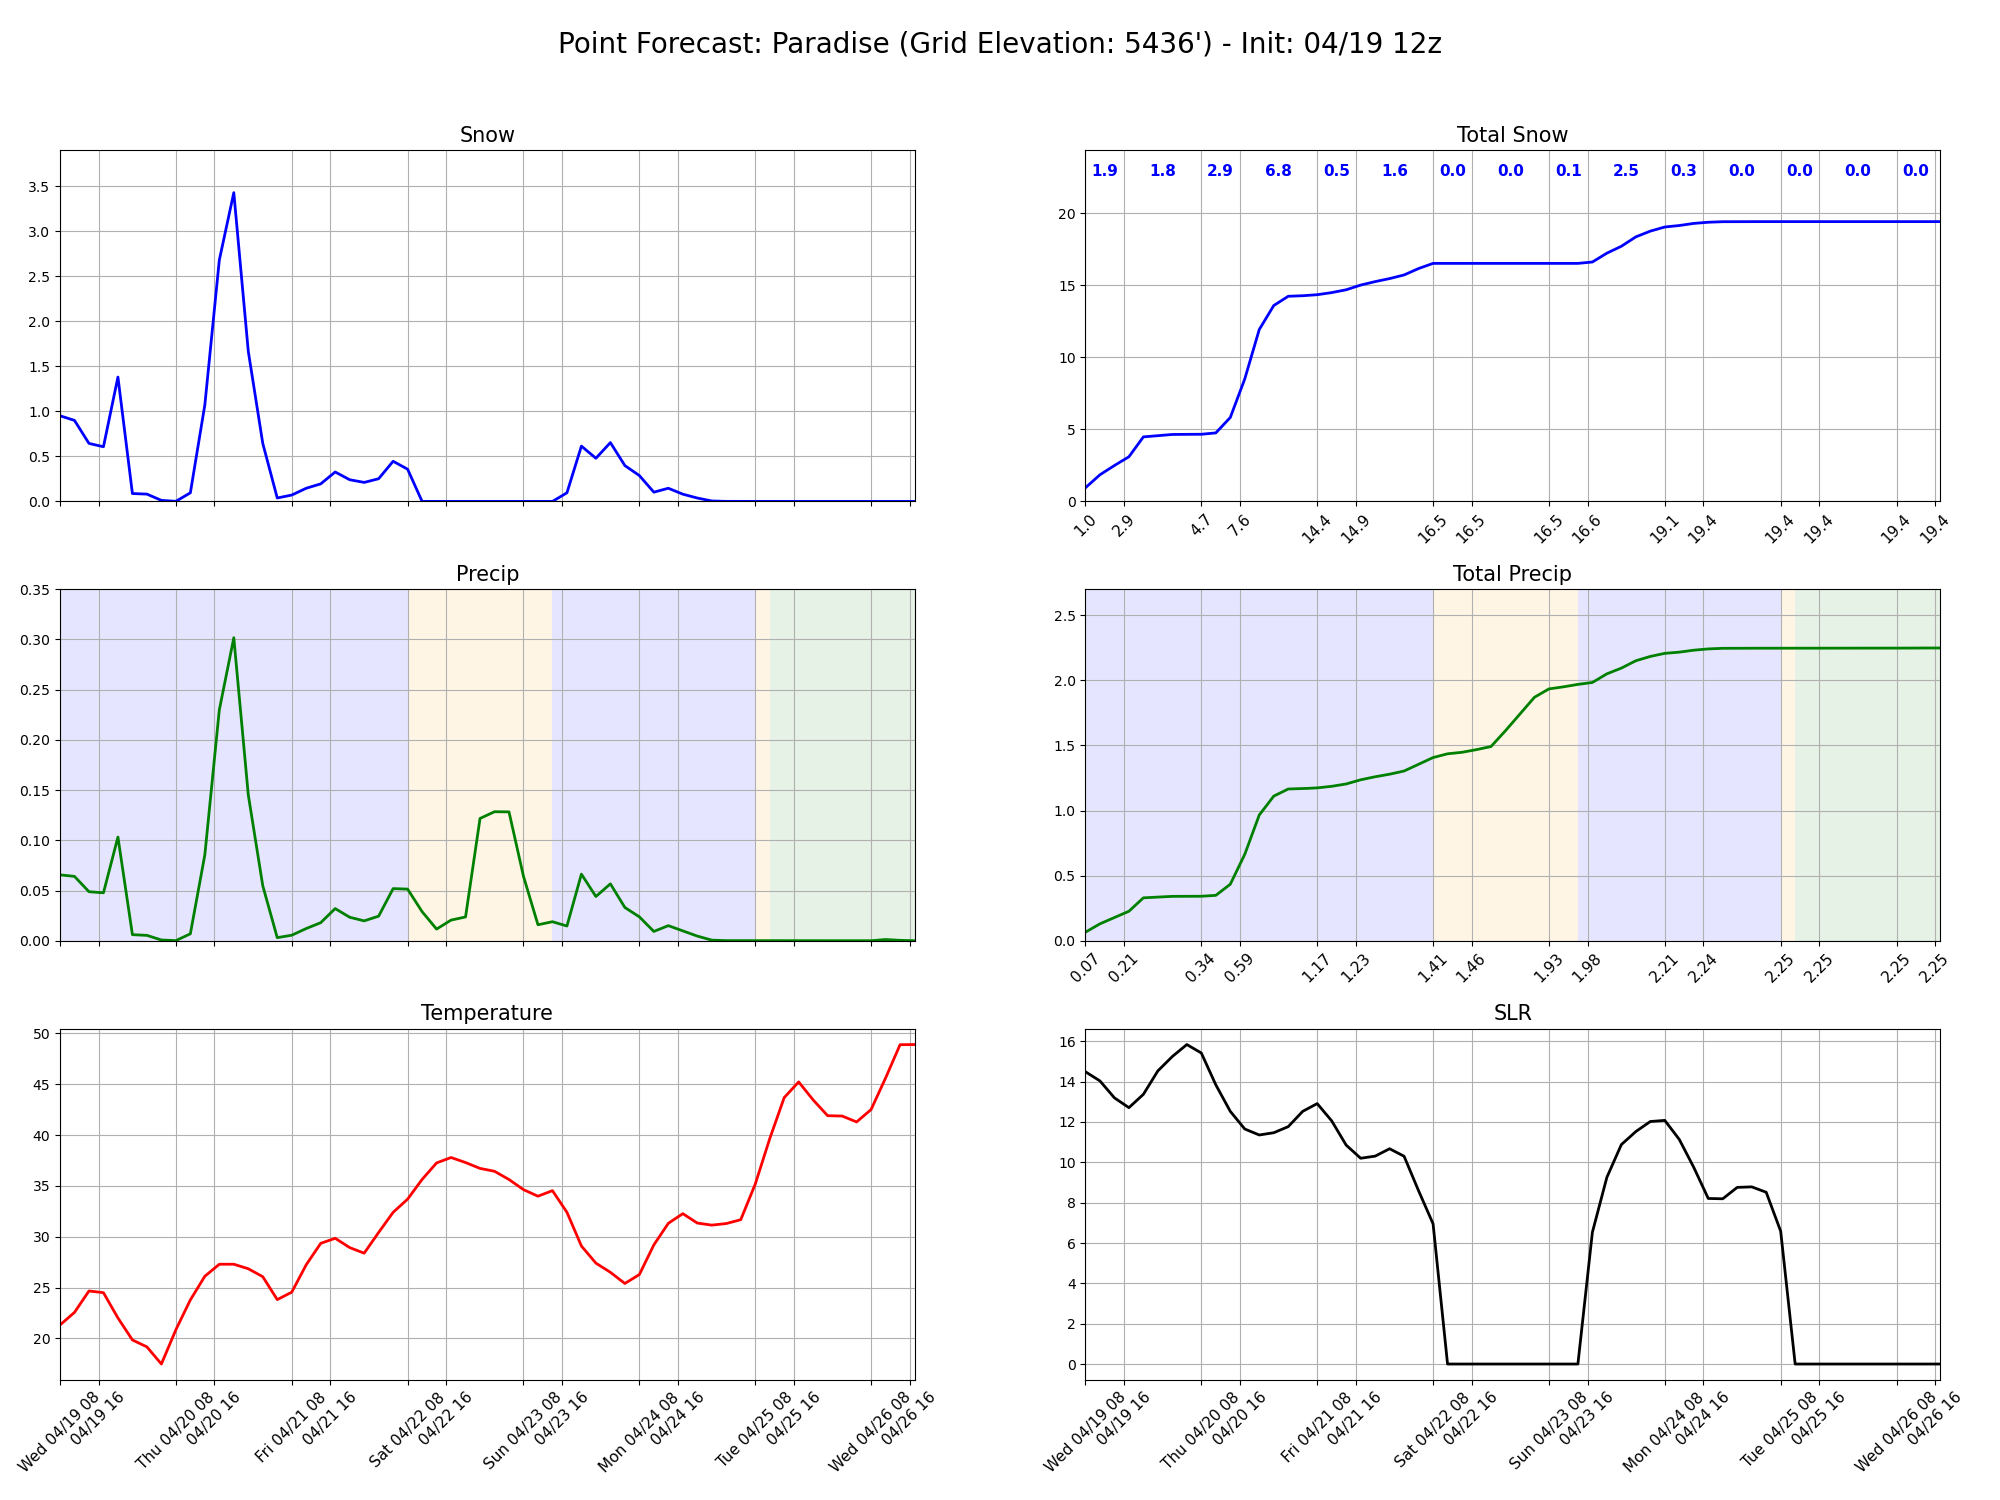 Point Forecast: Paradise (Grid Elevation: 5436') - Init: 04/19 12z
Snow
3.5
3.0
2.5
2.0
1.5
1.0
0.5
0.0
Total Snow
1.9 1.8 2.9 6.8 0.5 1.6 0.0 0.0 0.1 2.5 0.3 0.0 0.0 0.0 0.0
20
15
10
5
0
1.0 2.9 4.7 7.6 14.4 14.9 16.5 16.5 16.5 16.6 19.1 19.4 19.4 19.4 19.4 19.4
Precip
0.35
0.30
0.25
0.20
0.15
0.10
0.05
0.00
Total Precip
2.5
2.0
1.5
1.0
0.5
0.0
0.07 0.21 0.34 0.59 1.17 1.23 1.41 1.46 1.93 1.98 2.21 2.24 2.25 2.25 2.25 2.25
Temperature
50
45
40
35
30
25
20
Wed 04/19 08
04/19 16
Thu 04/20 08
04/20 16
Fri 04/21 08
04/21 16
Sat 04/22 08
04/22 16
Sun 04/23 08
04/23 16
Mon 04/24 08
04/24 16
Tue 04/25 08
04/25 16
Wed 04/26 08
04/26 16
SLR
16
14
12
10
8
6
4
2
0
Wed 04/19 08
04/19 16
Thu 04/20 08
04/20 16
Fri 04/21 08
04/21 16
Sat 04/22 08
04/22 16
Sun 04/23 08
04/23 16
Mon 04/24 08
04/24 16
Tue 04/25 08
04/25 16
Wed 04/26 08
04/26 16